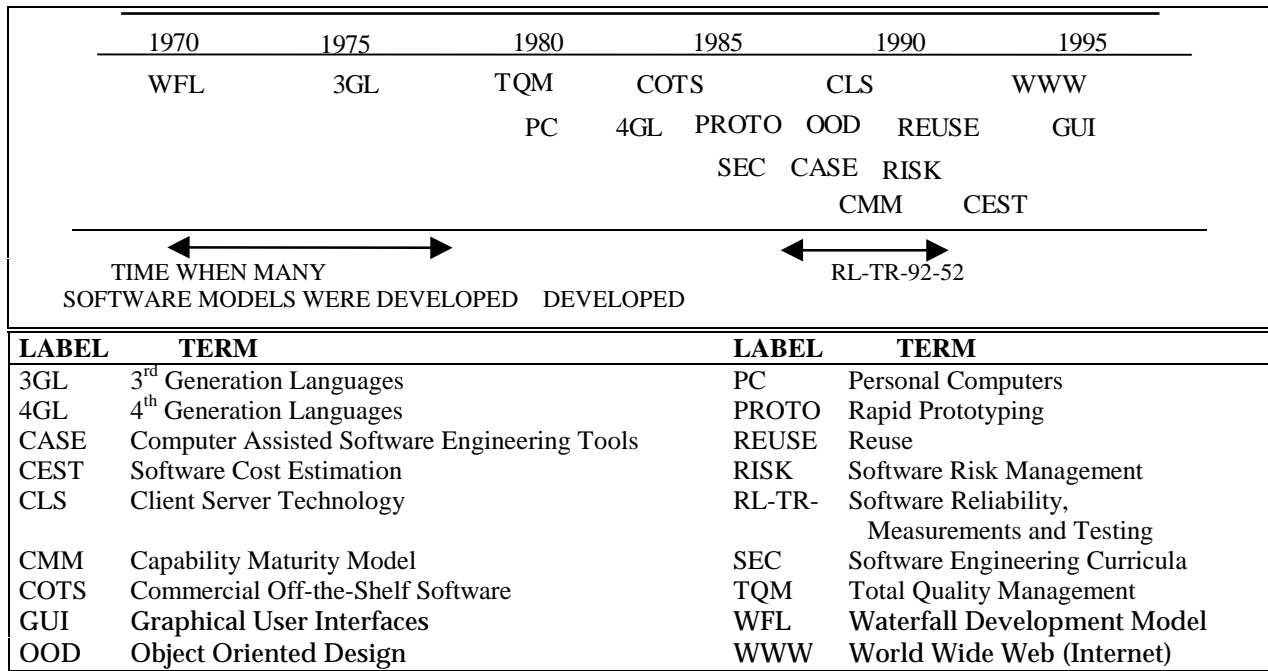 1970 1975 1980 1985 1990 1995
WFL 3GL TQM COTS CLS WWW
PC 4GL PROTO OOD REUSE GUI
SEC CASE RISK
CMM CEST
TIME WHEN MANY RL-TR-92-52
SOFTWARE MODELS WERE DEVELOPED DEVELOPED
LABEL TERM LABEL TERM
3GL 3rd Generation Languages PC Personal Computers
4GL 4th Generation Languages PROTO Rapid Prototyping
CASE Computer Assisted Software Engineering Tools REUSE Reuse
CEST Software Cost Estimation RISK Software Risk Management
CLS Client Server Technology RL-TR- Software Reliability,
Measurements and Testing
CMM Capability Maturity Model SEC Software Engineering Curricula
COTS Commercial Off-the-Shelf Software TQM Total Quality Management
GUI Graphical User Interfaces WFL Waterfall Development Model
OOD Object Oriented Design WWW World Wide Web (Internet)